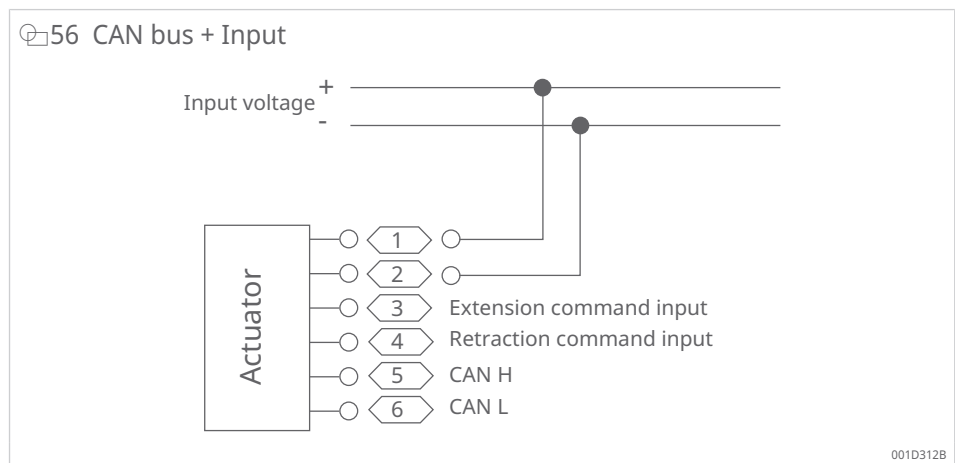 56 CAN bus + Input
+
Input voltage
-
1
2
3 Extension command input
4 Retraction command input
5 CAN H
6 CAN L
Actuator
001D312B